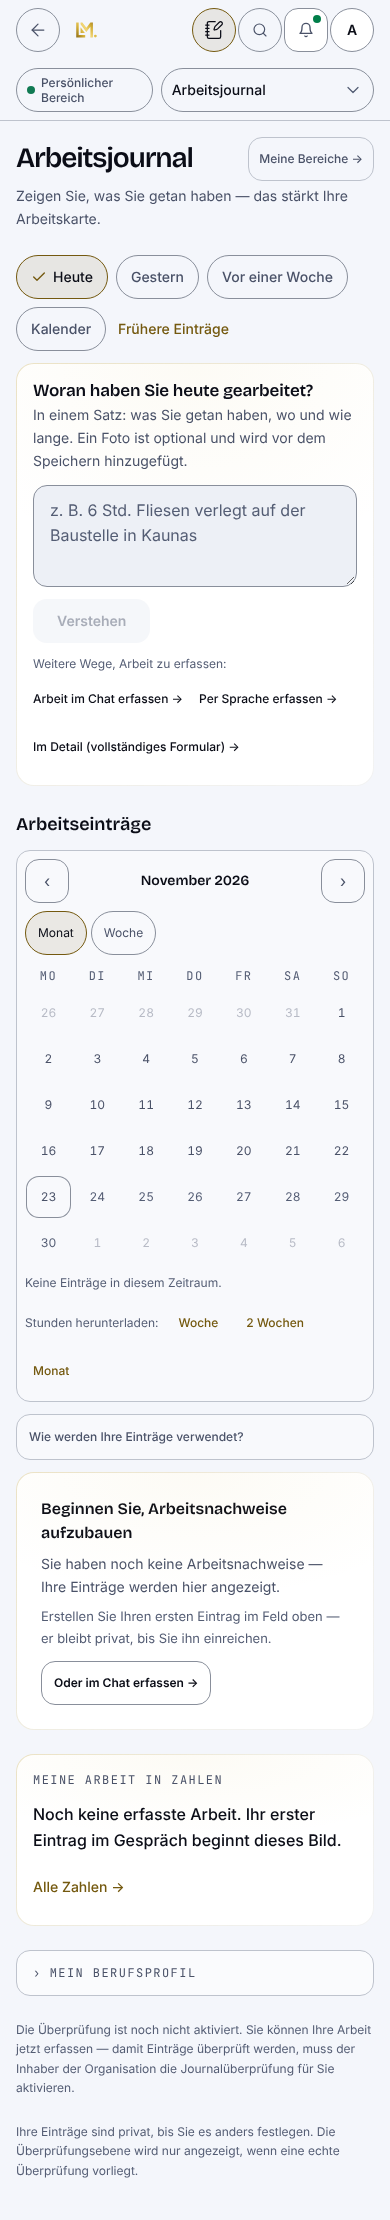 LM.
A
Persönlicher
Bereich
Arbeitsjournal
Arbeitsjournal
Meine Bereiche →
Zeigen Sie, was Sie getan haben — das stärkt Ihre
Arbeitskarte.
Heute
Gestern
Vor einer Woche
Kalender
Frühere Einträge
Woran haben Sie heute gearbeitet?
In einem Satz: was Sie getan haben, wo und wie
lange. Ein Foto ist optional und wird vor dem
Speichern hinzugefügt.
z. B. 6 Std. Fliesen verlegt auf der
Baustelle in Kaunas
Verstehen
Weitere Wege, Arbeit zu erfassen:
Arbeit im Chat erfassen →
Per Sprache erfassen →
Im Detail (vollständiges Formular) →
Arbeitseinträge
‹ November 2026 ›
Monat Woche
MO DI MI DO FR SA SO
26 27 28 29 30 31 1
2 3 4 5 6 7 8
9 10 11 12 13 14 15
16 17 18 19 20 21 22
23 24 25 26 27 28 29
30 1 2 3 4 5 6
Keine Einträge in diesem Zeitraum.
Stunden herunterladen: Woche 2 Wochen
Monat
Wie werden Ihre Einträge verwendet?
Beginnen Sie, Arbeitsnachweise
aufzubauen
Sie haben noch keine Arbeitsnachweise —
Ihre Einträge werden hier angezeigt.
Erstellen Sie Ihren ersten Eintrag im Feld oben —
er bleibt privat, bis Sie ihn einreichen.
Oder im Chat erfassen →
MEINE ARBEIT IN ZAHLEN
Noch keine erfasste Arbeit. Ihr erster
Eintrag im Gespräch beginnt dieses Bild.
Alle Zahlen →
› MEIN BERUFSPROFIL
Die Überprüfung ist noch nicht aktiviert. Sie können Ihre Arbeit
jetzt erfassen — damit Einträge überprüft werden, muss der
Inhaber der Organisation die Journalüberprüfung für Sie
aktivieren.
Ihre Einträge sind privat, bis Sie es anders festlegen. Die
Überprüfungsebene wird nur angezeigt, wenn eine echte
Überprüfung vorliegt.